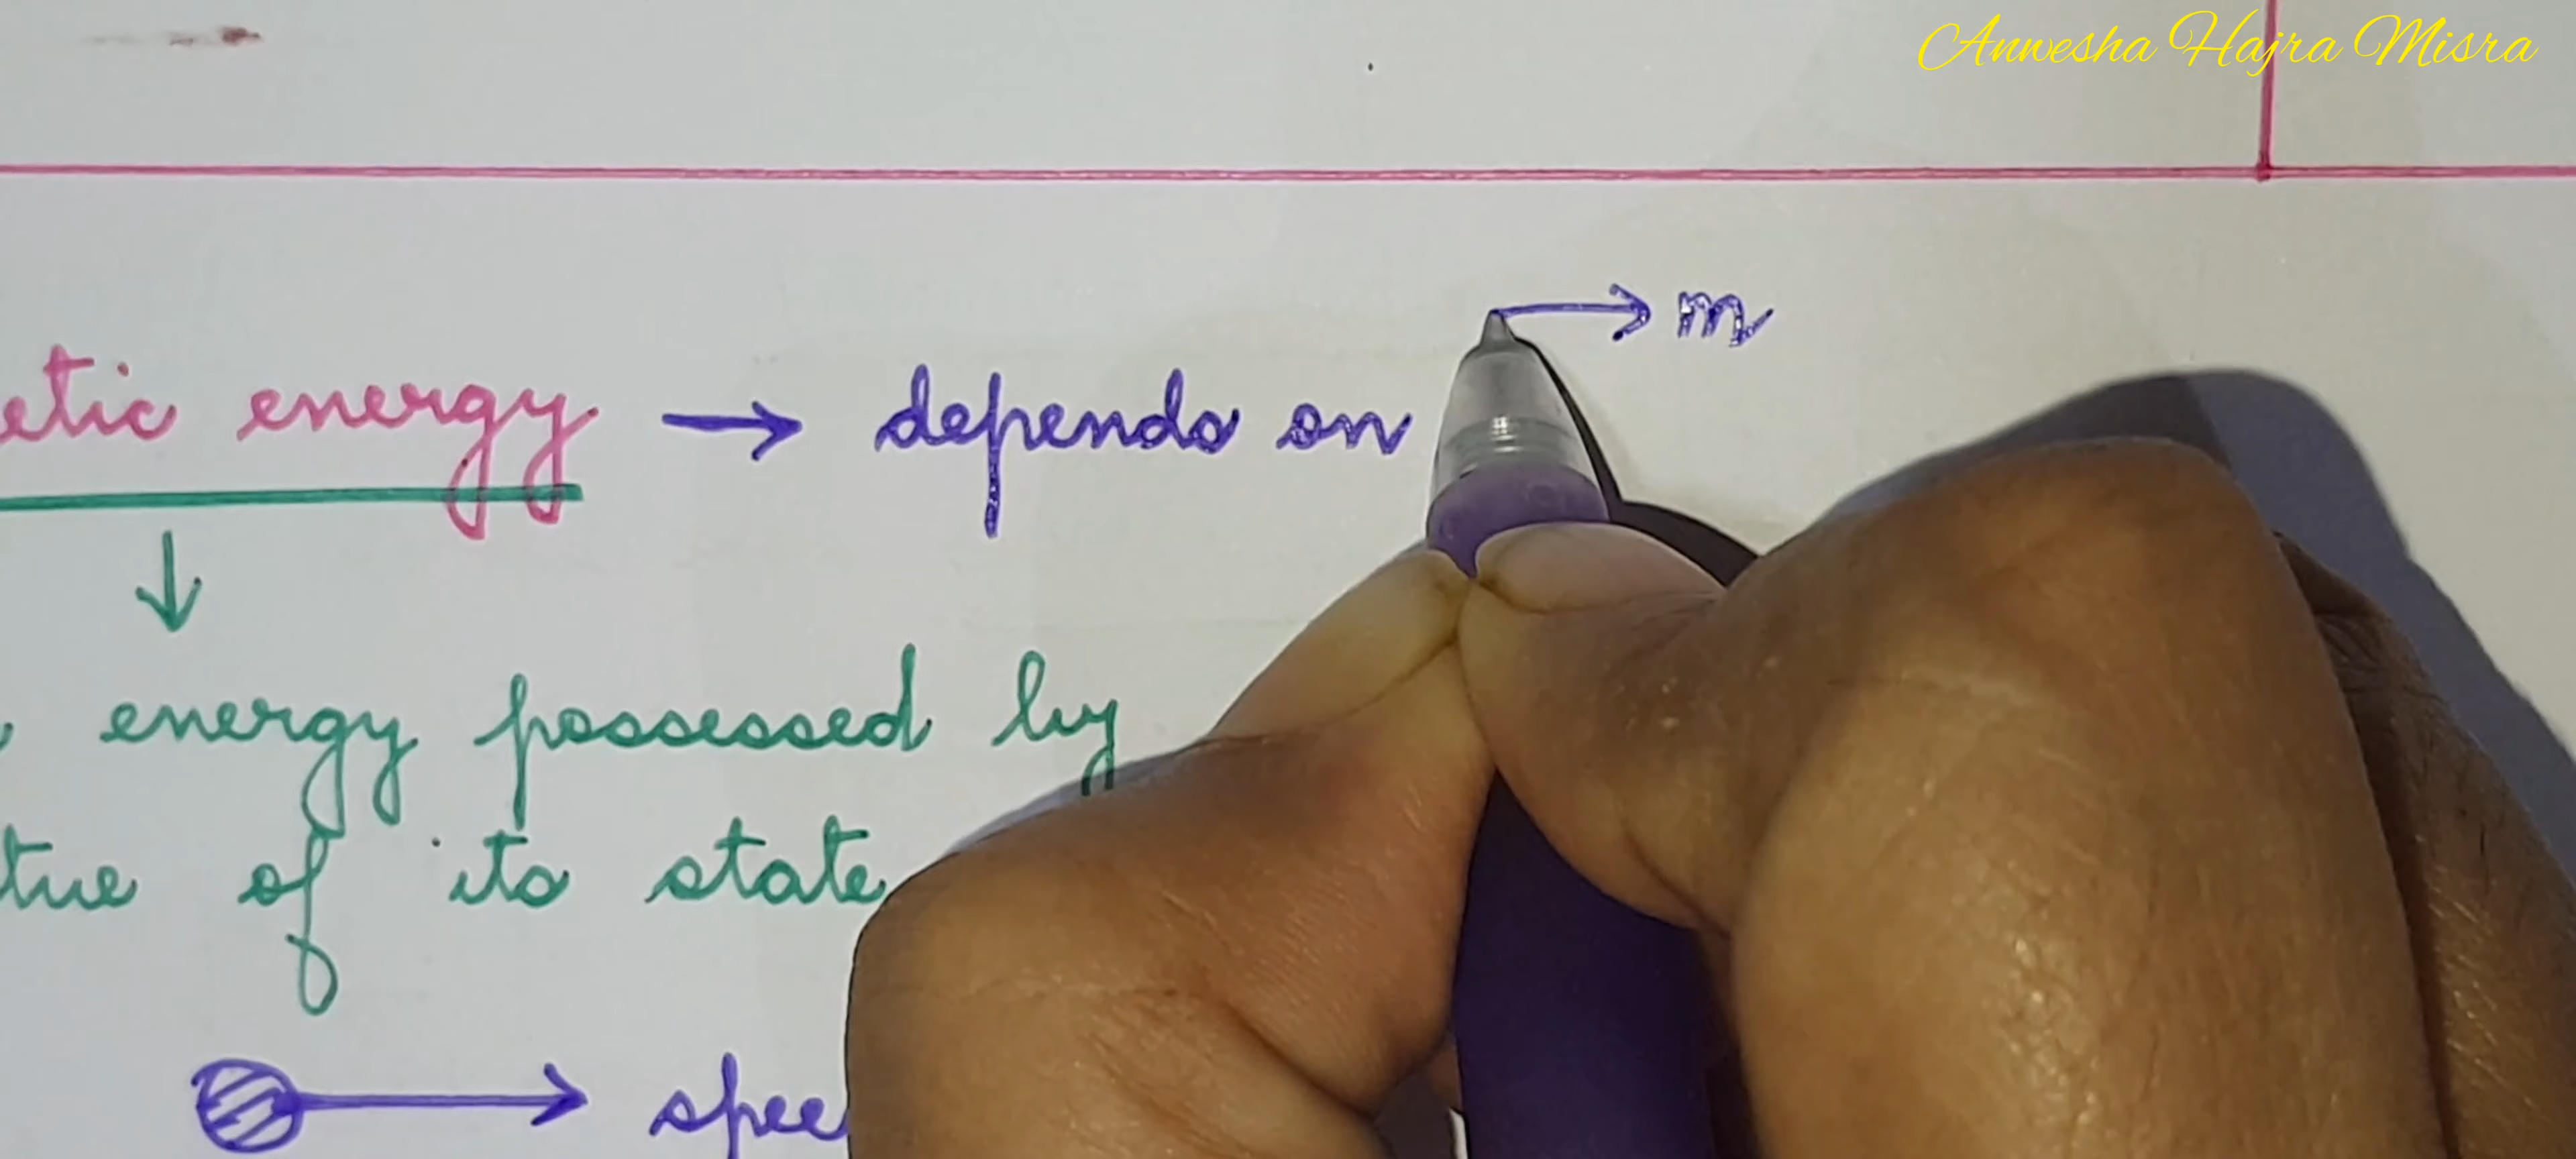 Anwesha Hajra Misra
m
etic energy → depends on
energy possessed by
tue of its state
spee